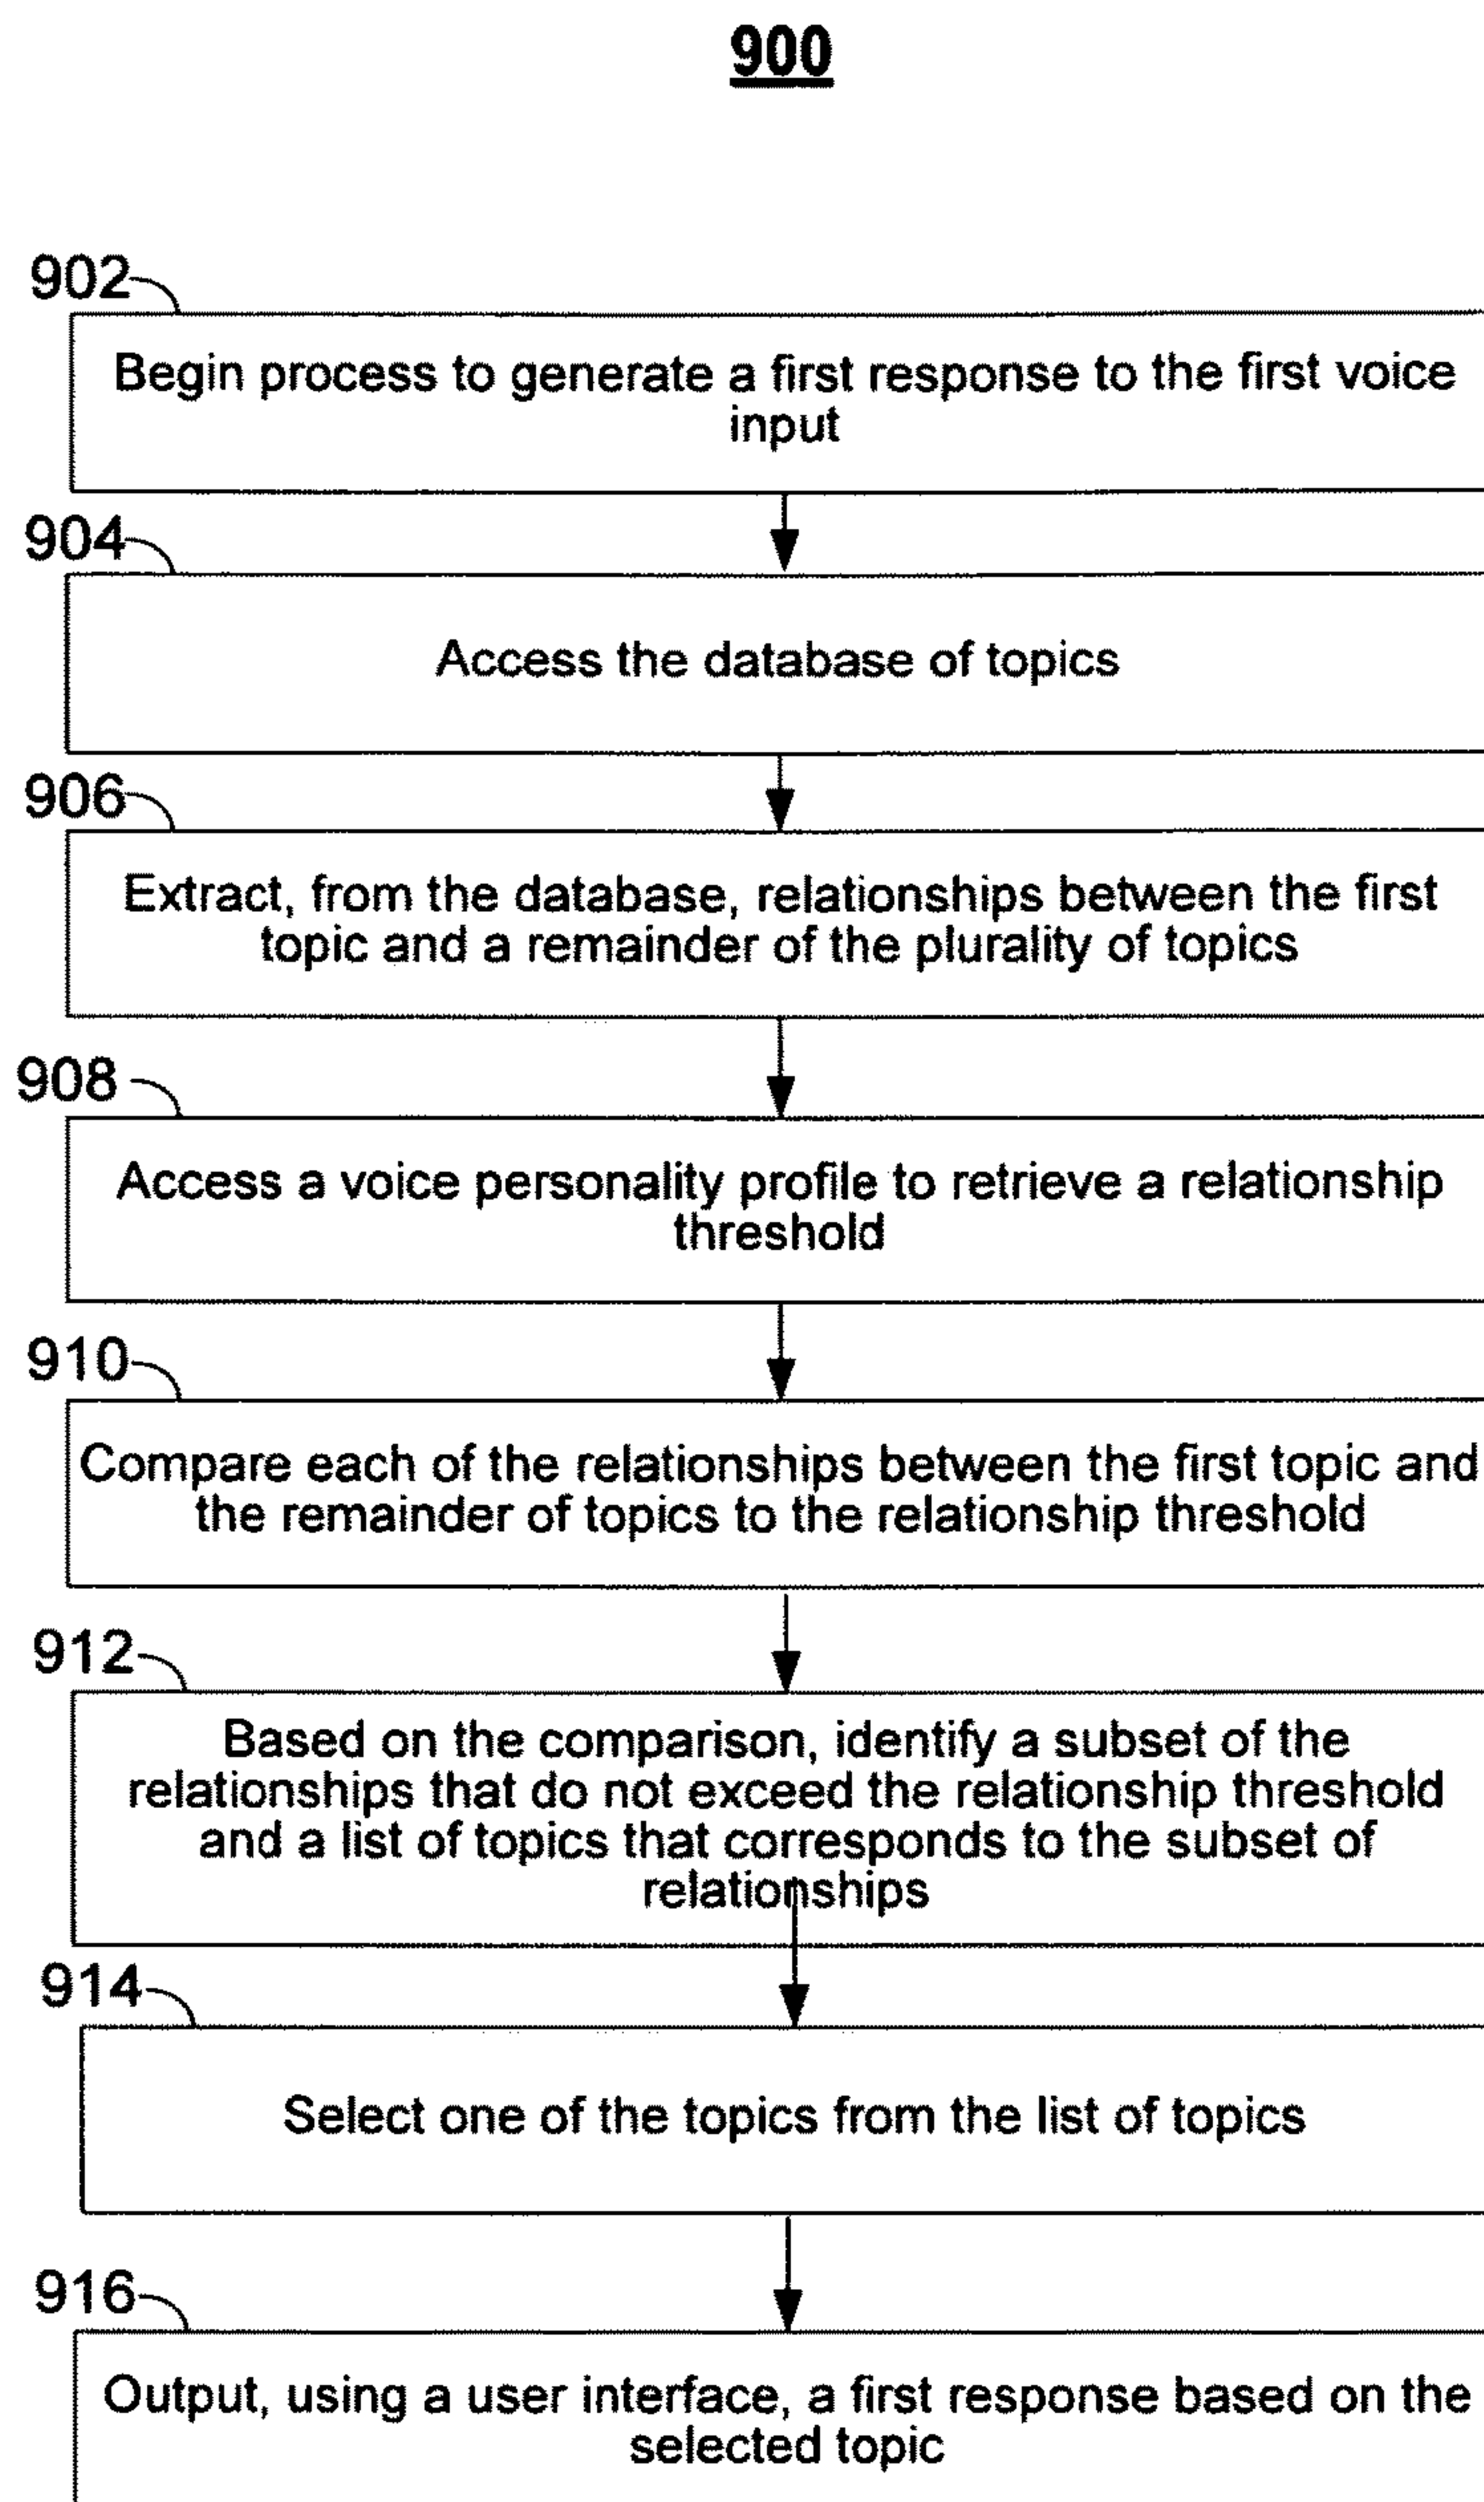 900
902
Begin process to generate a first response to the first voice
input
904
Access the database of topics
906
Extract, from the database, relationships between the first
topic and a remainder of the plurality of topics
908
Access a voice personality profile to retrieve a relationship
threshold
910
Compare each of the relationships between the first topic and
the remainder of topics to the relationship threshold
912
Based on the comparison, identify a subset of the
relationships that do not exceed the relationship threshold
and a list of topics that corresponds to the subset of
relationships
914
Select one of the topics from the list of topics
916
Output, using a user interface, a first response based on the
selected topic